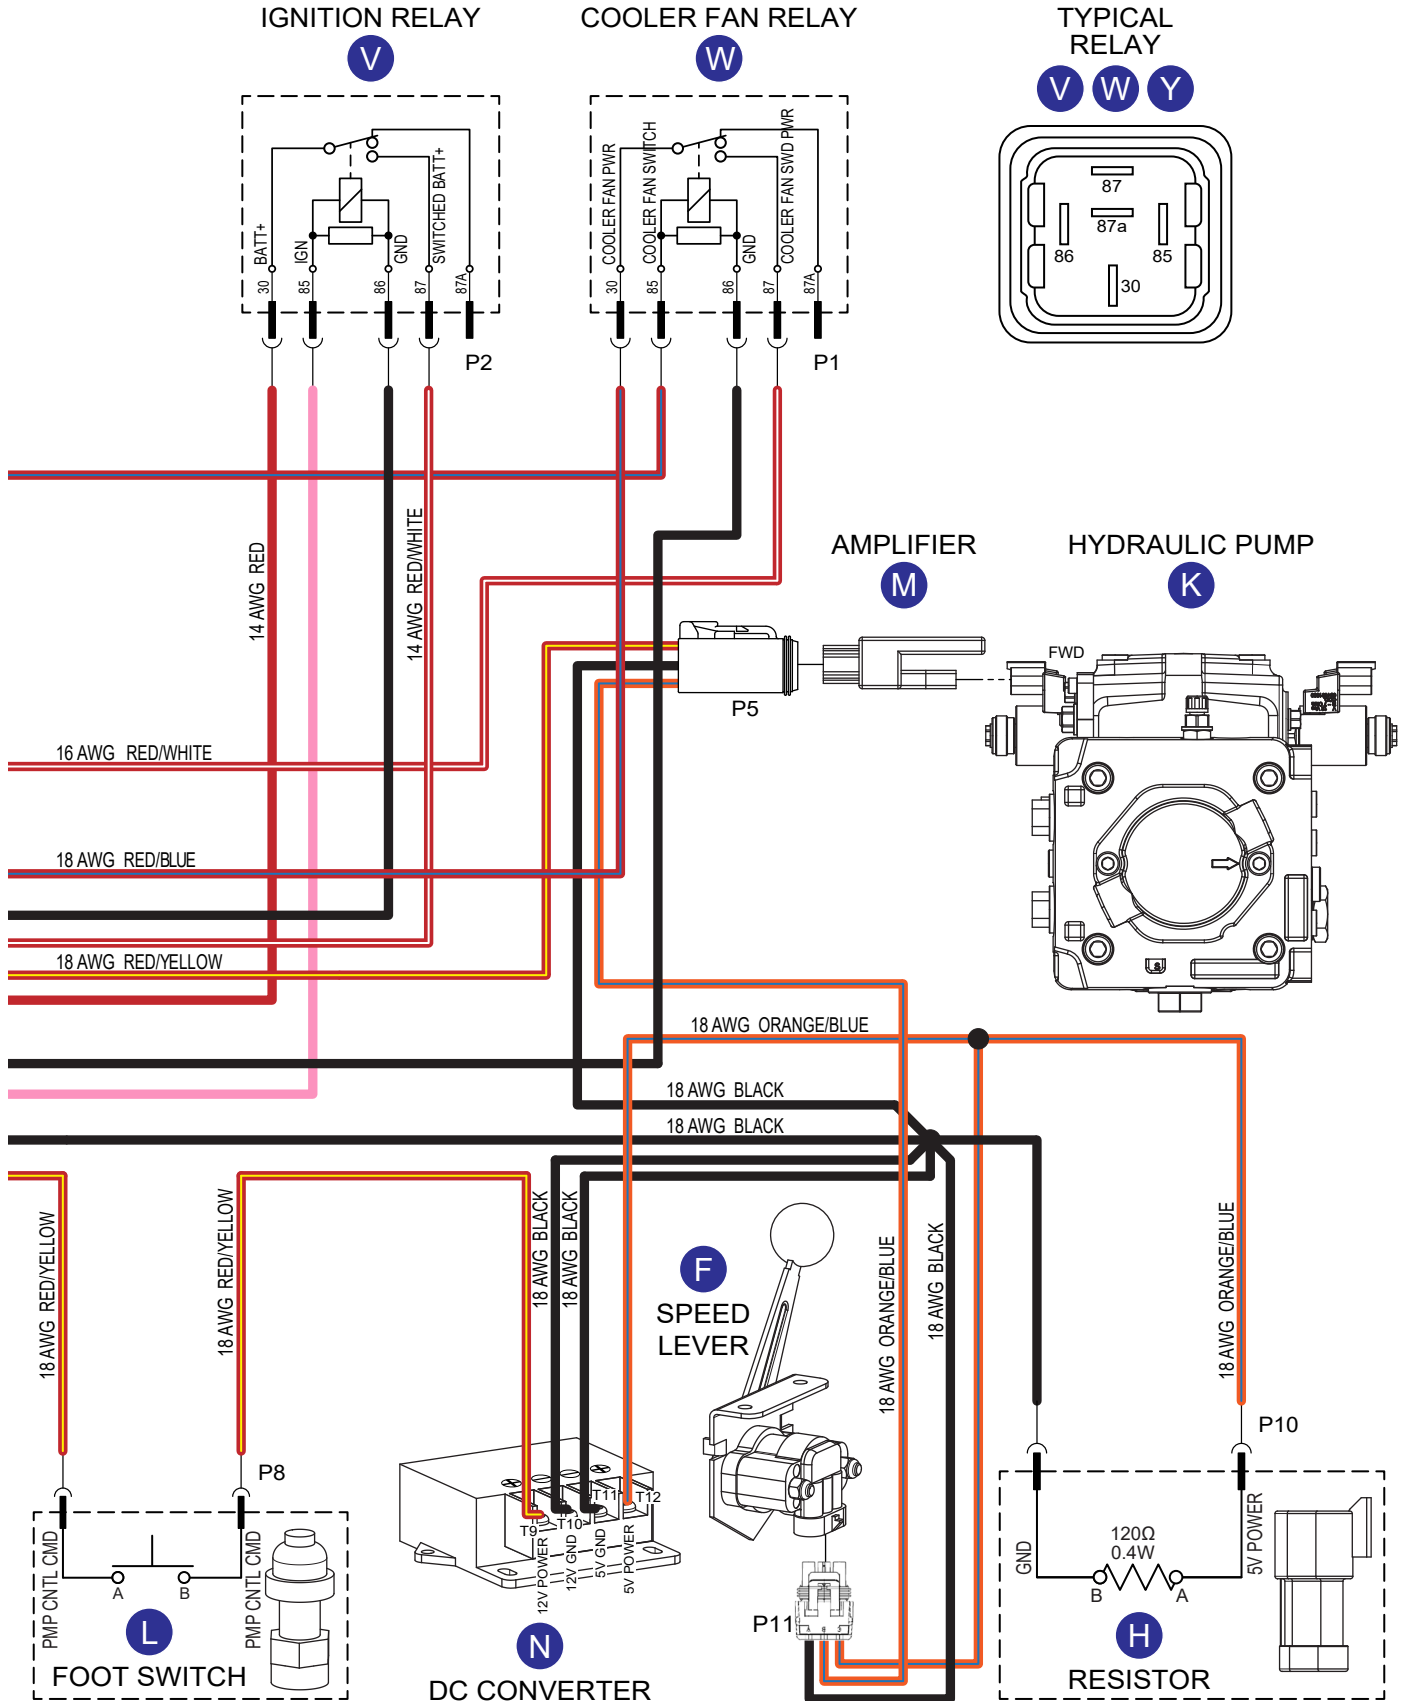 IGNITION RELAY
V
COOLER FAN RELAY
W
TYPICAL
RELAY
V W Y
BATT+
IGN
GND
SWITCHED BATT+
30
85
86
87
87A
P2
COOLER FAN PWR
COOLER FAN SWITCH
GND
COOLER FAN SWD PWR
30
85
86
87
87A
P1
87
87a
86
85
30
14 AWG RED
14 AWG RED/WHITE
AMPLIFIER
M
HYDRAULIC PUMP
K
FWD
P5
16 AWG RED/WHITE
18 AWG RED/BLUE
18 AWG RED/YELLOW
18 AWG ORANGE/BLUE
18 AWG BLACK
18 AWG BLACK
18 AWG RED/YELLOW
18 AWG RED/YELLOW
18 AWG BLACK
18 AWG BLACK
F
SPEED
LEVER
18 AWG ORANGE/BLUE
18 AWG BLACK
18 AWG ORANGE/BLUE
P8
PMP CNTL CMD
PMP CNTL CMD
A
B
L
FOOT SWITCH
T9
T10
T11
T12
12V POWER
12V GND
5V GND
5V POWER
N
DC CONVERTER
P11
P10
GND
5V POWER
120Ω
0.4W
B
A
H
RESISTOR